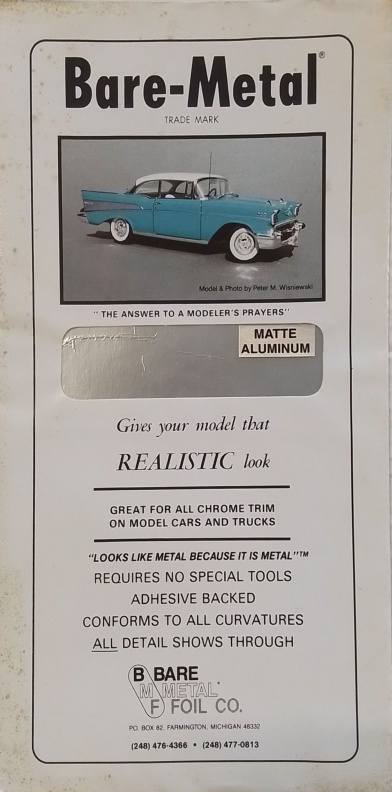 Bare-Metal®
TRADE MARK
Model & Photo by Peter M. Wisniewski
"THE ANSWER TO A MODELER'S PRAYERS"
MATTE
ALUMINUM
Gives your model that
REALISTIC look
GREAT FOR ALL CHROME TRIM
ON MODEL CARS AND TRUCKS
"LOOKS LIKE METAL BECAUSE IT IS METAL"™
REQUIRES NO SPECIAL TOOLS
ADHESIVE BACKED
CONFORMS TO ALL CURVATURES
ALL DETAIL SHOWS THROUGH
B BARE
M METAL
F FOIL CO.
P.O. BOX 82, FARMINGTON, MICHIGAN 48332
(248) 476-4366 • (248) 477-0813